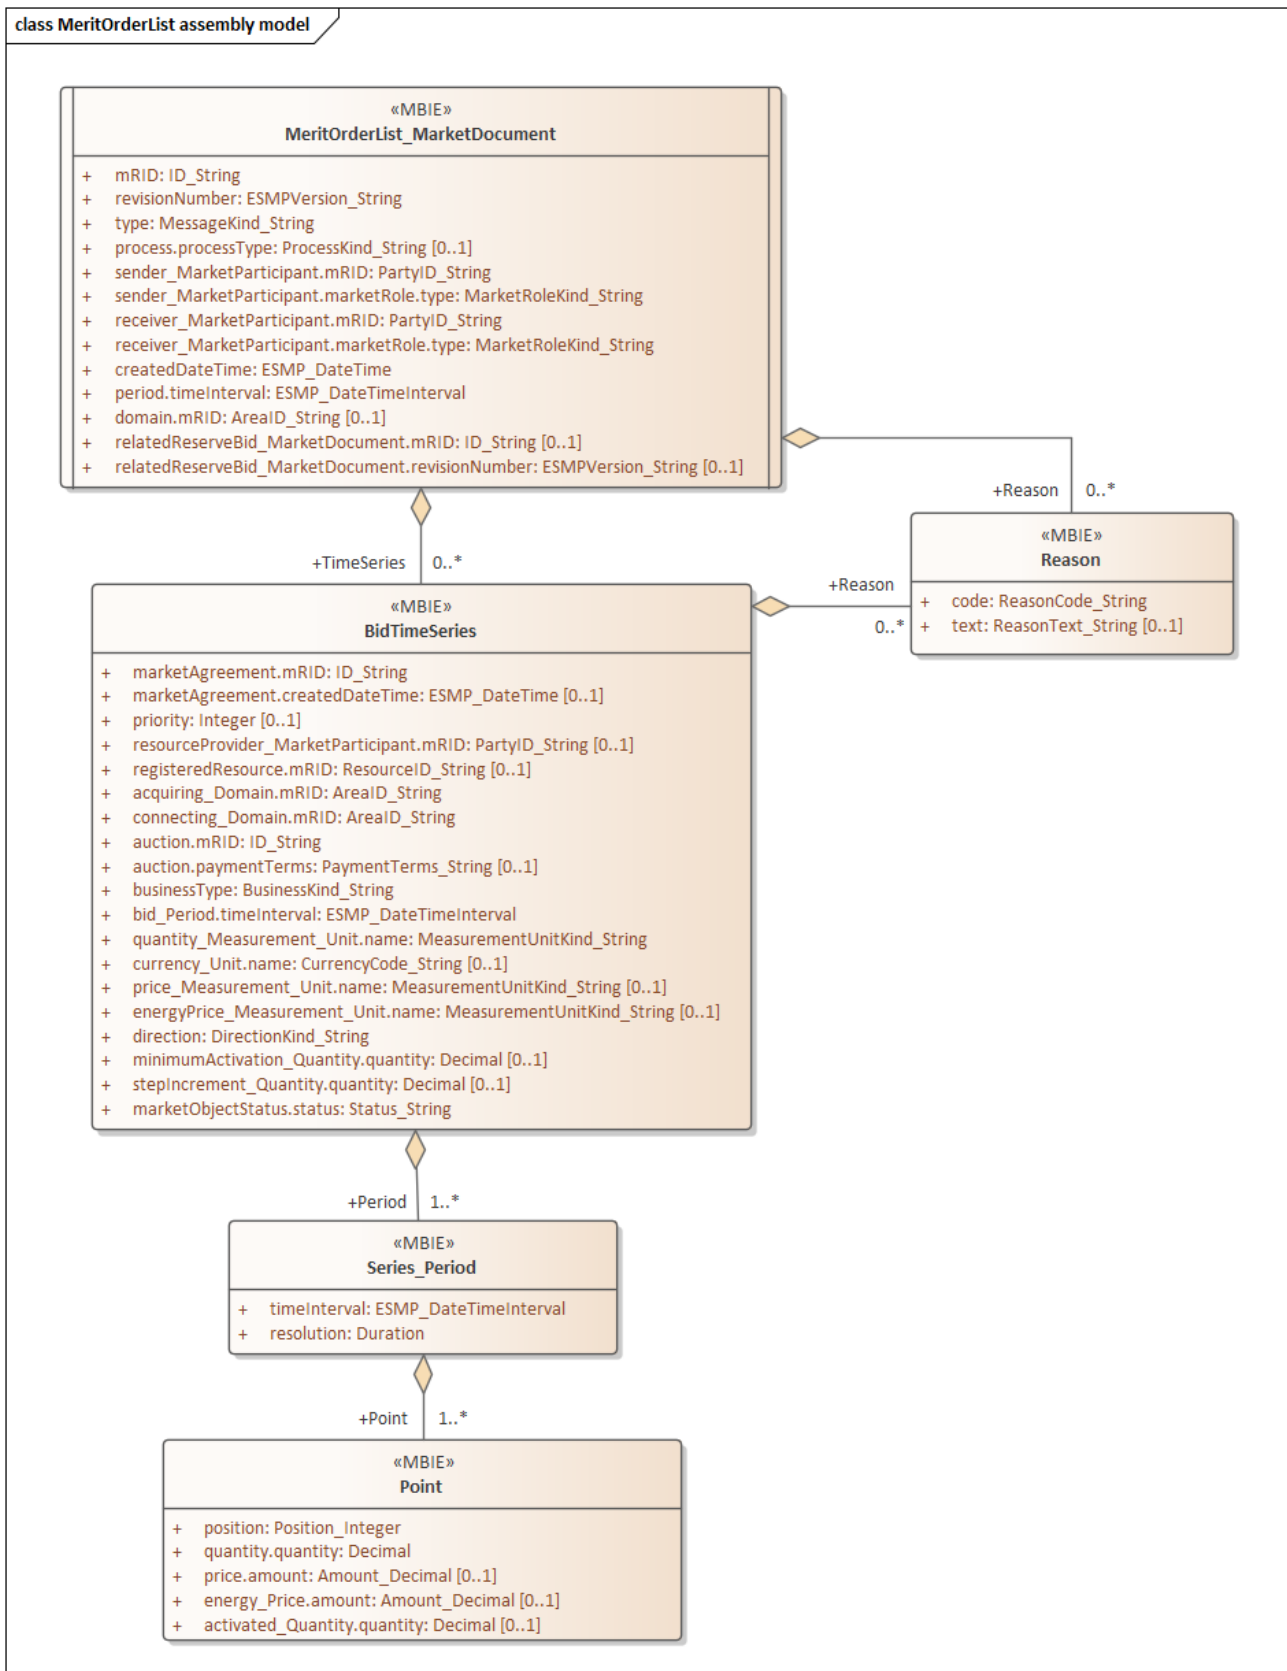 class MeritOrderList assembly model
«MBIE»
MeritOrderList_MarketDocument
+ mRID: ID_String
+ revisionNumber: ESMPVersion_String
+ type: MessageKind_String
+ process.processType: ProcessKind_String [0..1]
+ sender_MarketParticipant.mRID: PartyID_String
+ sender_MarketParticipant.marketRole.type: MarketRoleKind_String
+ receiver_MarketParticipant.mRID: PartyID_String
+ receiver_MarketParticipant.marketRole.type: MarketRoleKind_String
+ createdDateTime: ESMP_DateTime
+ period.timeInterval: ESMP_DateTimeInterval
+ domain.mRID: AreaID_String [0..1]
+ relatedReserveBid_MarketDocument.mRID: ID_String [0..1]
+ relatedReserveBid_MarketDocument.revisionNumber: ESMPVersion_String [0..1]
+Reason 0..*
«MBIE»
Reason
+ code: ReasonCode_String
+ text: ReasonText_String [0..1]
+TimeSeries 0..*
+Reason
0..*
«MBIE»
BidTimeSeries
+ marketAgreement.mRID: ID_String
+ marketAgreement.createdDateTime: ESMP_DateTime [0..1]
+ priority: Integer [0..1]
+ resourceProvider_MarketParticipant.mRID: PartyID_String [0..1]
+ registeredResource.mRID: ResourceID_String [0..1]
+ acquiring_Domain.mRID: AreaID_String
+ connecting_Domain.mRID: AreaID_String
+ auction.mRID: ID_String
+ auction.paymentTerms: PaymentTerms_String [0..1]
+ businessType: BusinessKind_String
+ bid_Period.timeInterval: ESMP_DateTimeInterval
+ quantity_Measurement_Unit.name: MeasurementUnitKind_String
+ currency_Unit.name: CurrencyCode_String [0..1]
+ price_Measurement_Unit.name: MeasurementUnitKind_String [0..1]
+ energyPrice_Measurement_Unit.name: MeasurementUnitKind_String [0..1]
+ direction: DirectionKind_String
+ minimumActivation_Quantity.quantity: Decimal [0..1]
+ stepIncrement_Quantity.quantity: Decimal [0..1]
+ marketObjectStatus.status: Status_String
+Period 1..*
«MBIE»
Series_Period
+ timeInterval: ESMP_DateTimeInterval
+ resolution: Duration
+Point 1..*
«MBIE»
Point
+ position: Position_Integer
+ quantity.quantity: Decimal
+ price.amount: Amount_Decimal [0..1]
+ energy_Price.amount: Amount_Decimal [0..1]
+ activated_Quantity.quantity: Decimal [0..1]